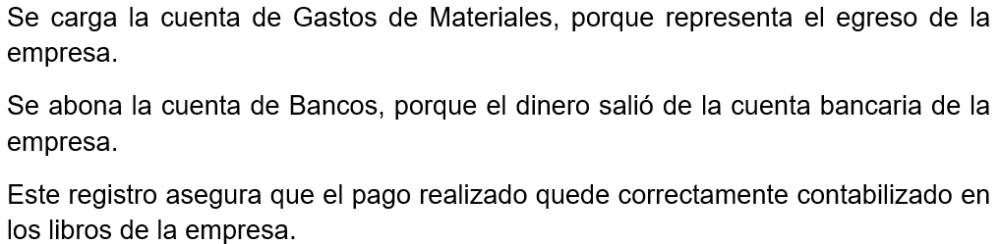 Se carga la cuenta de Gastos de Materiales, porque representa el egreso de la
empresa.
Se abona la cuenta de Bancos, porque el dinero salió de la cuenta bancaria de la
empresa.
Este registro asegura que el pago realizado quede correctamente contabilizado en
los libros de la empresa.